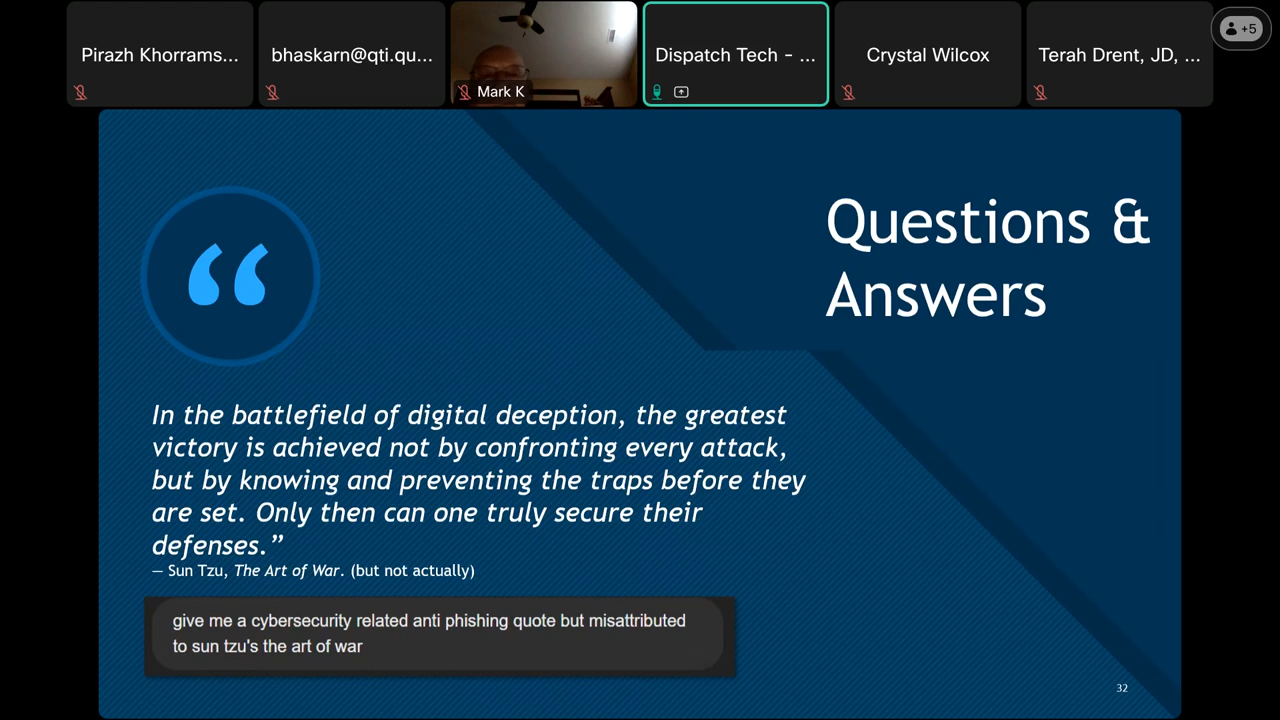 Pirazh Khorrams...
bhaskarn@qti.qu...
Mark K
Dispatch Tech - ...
Crystal Wilcox
Terah Drent, JD, ...
+5
Questions &
Answers
“
In the battlefield of digital deception, the greatest
victory is achieved not by confronting every attack,
but by knowing and preventing the traps before they
are set. Only then can one truly secure their
defenses.”
— Sun Tzu, The Art of War. (but not actually)
give me a cybersecurity related anti phishing quote but misattributed
to sun tzu's the art of war
32